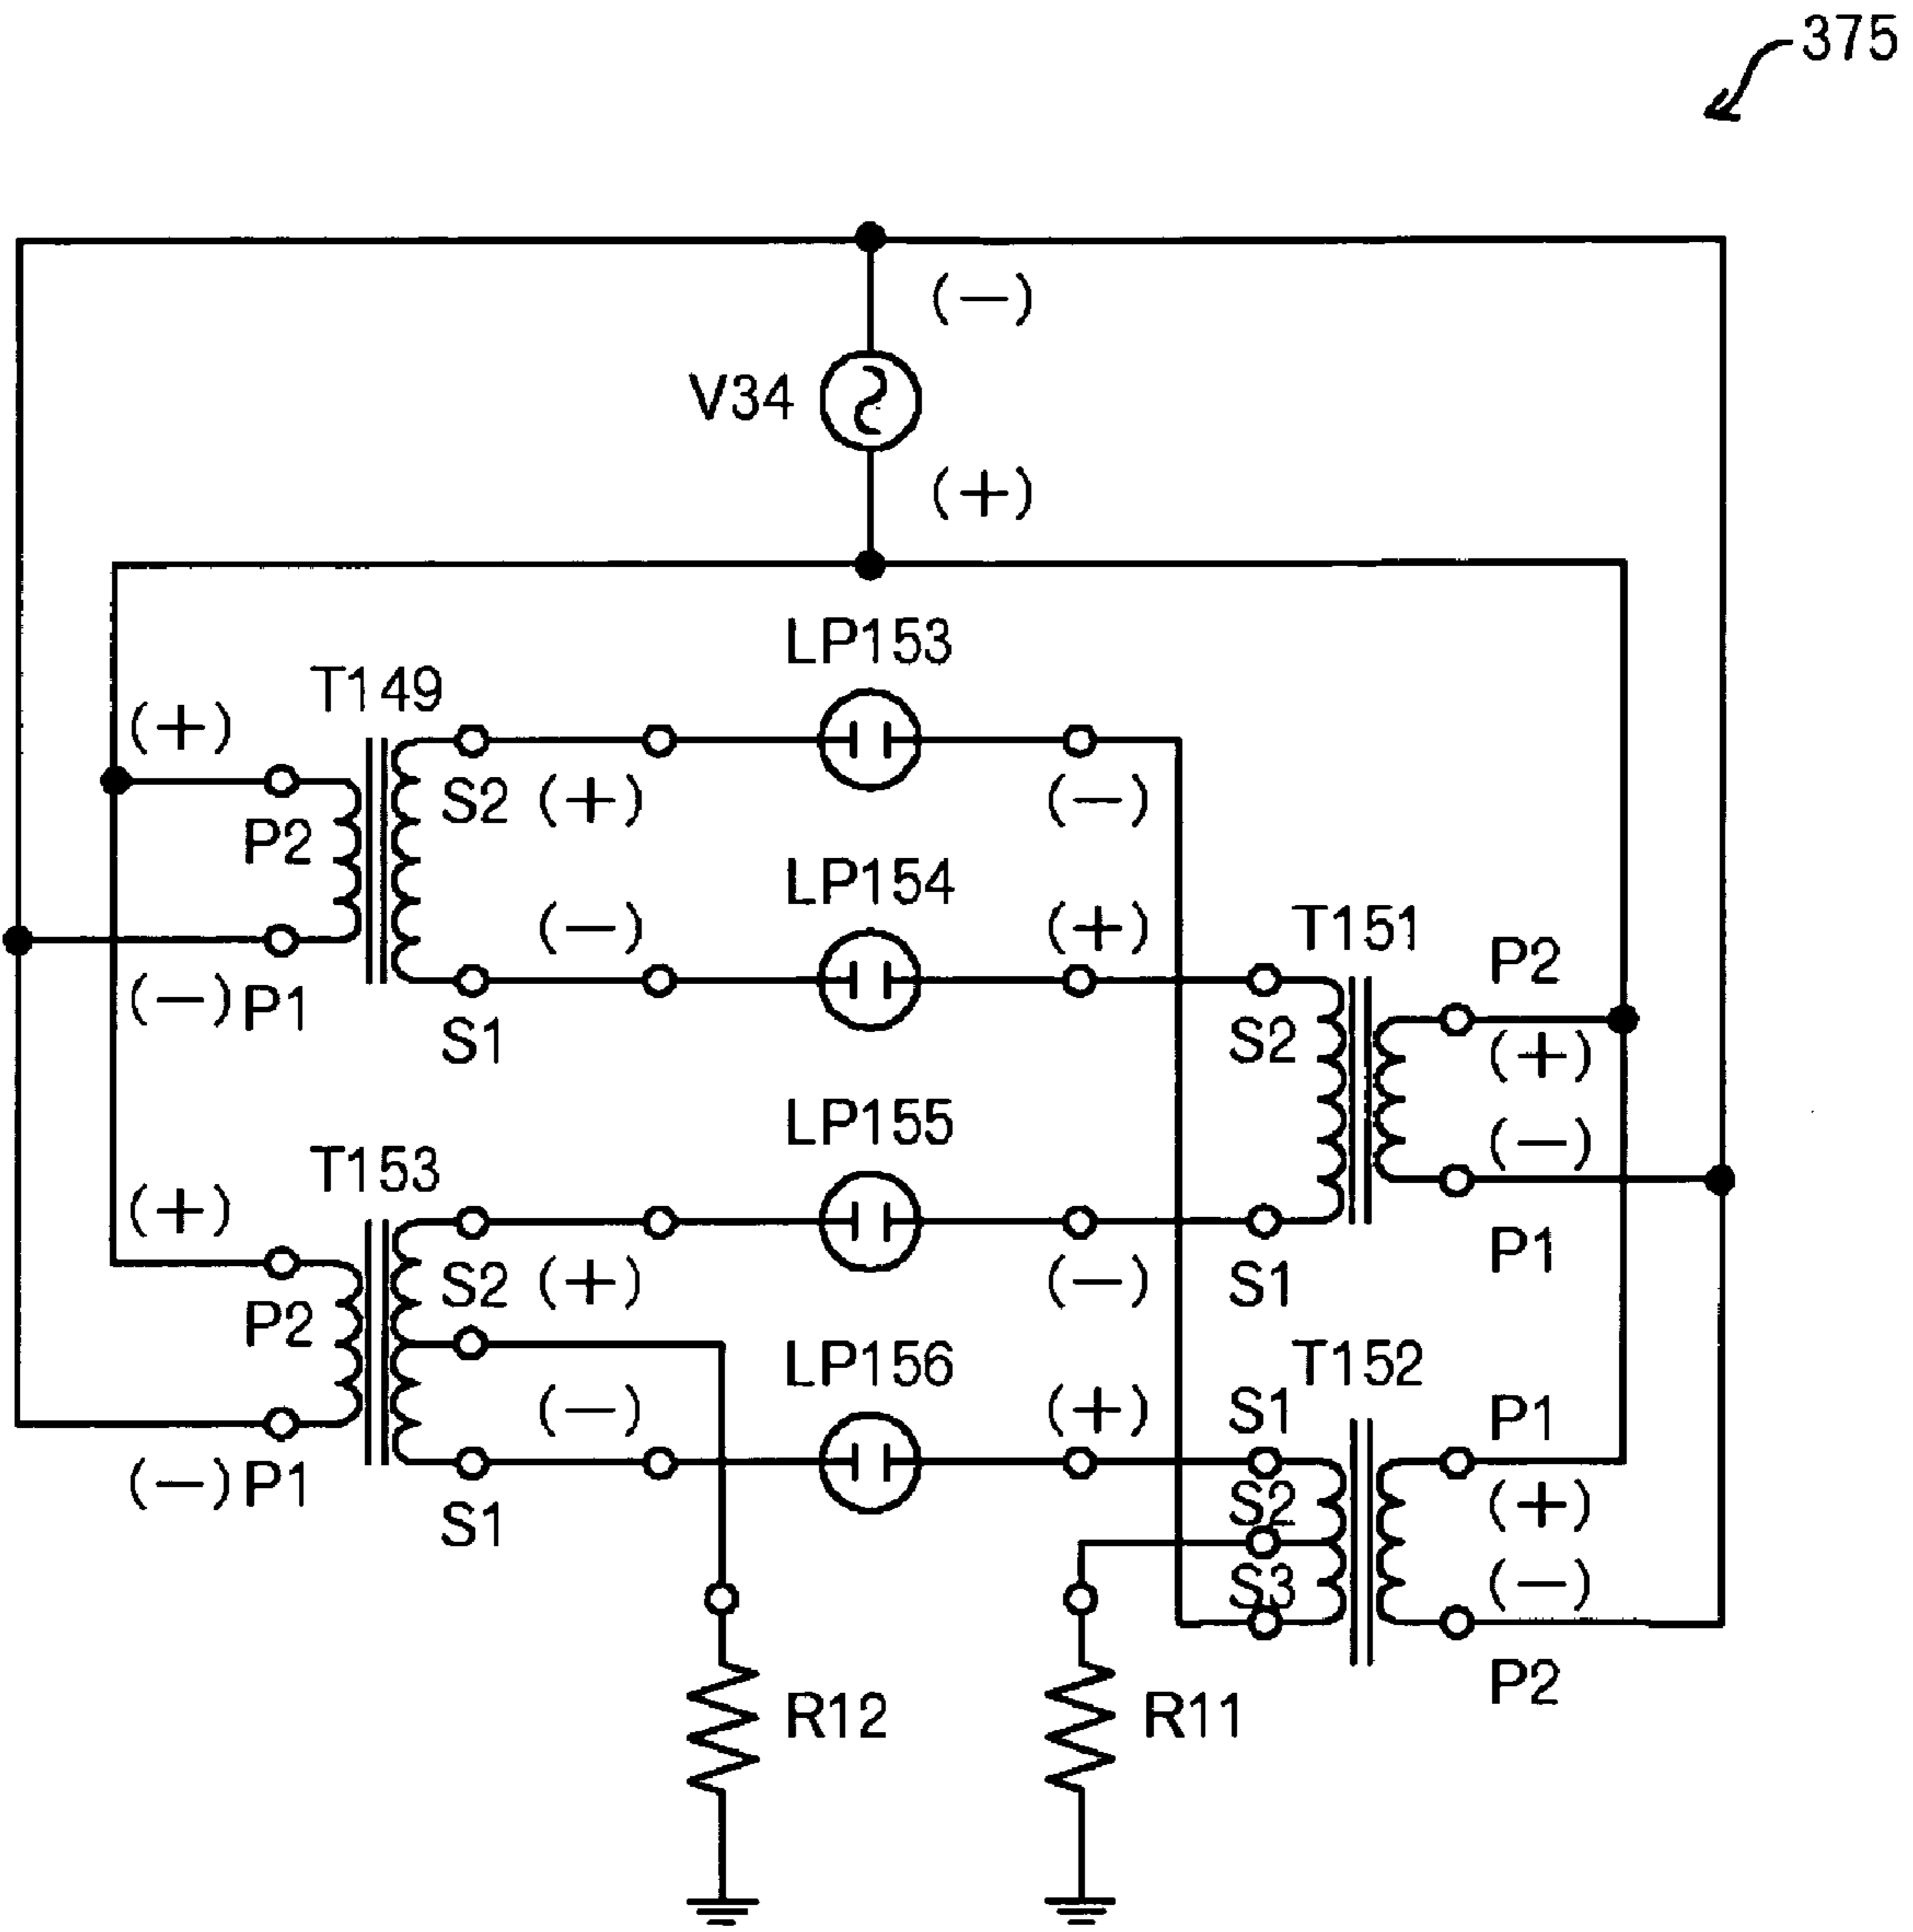 375
(−)
V34
(+)
LP153
T149
(+)
S2 (+)
(−)
P2
LP154
(−)
(+)
T151
P2
(−) P1
S1
S2
(+)
LP155
(−)
T153
(+)
P1
S2 (+)
(−)
S1
P2
LP156
T152
(−)
(+)
S1
P1
(−) P1
S2
(+)
S1
S3
(−)
P2
R12
R11